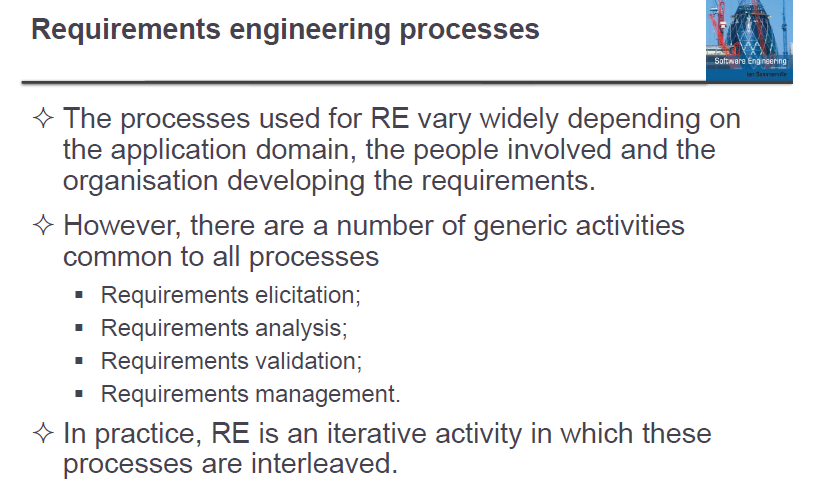 Requirements engineering processes
Software Engineering
Ian Sommerville
✧ The processes used for RE vary widely depending on
the application domain, the people involved and the
organisation developing the requirements.
✧ However, there are a number of generic activities
common to all processes
▪ Requirements elicitation;
▪ Requirements analysis;
▪ Requirements validation;
▪ Requirements management.
✧ In practice, RE is an iterative activity in which these
processes are interleaved.